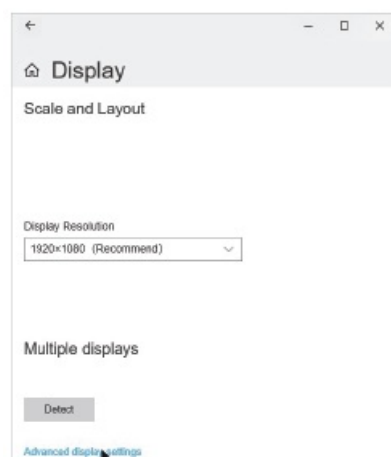 Display
Scale and Layout
Display Resolution
1920×1080 (Recommend)
Multiple displays
Detect
Advanced display settings